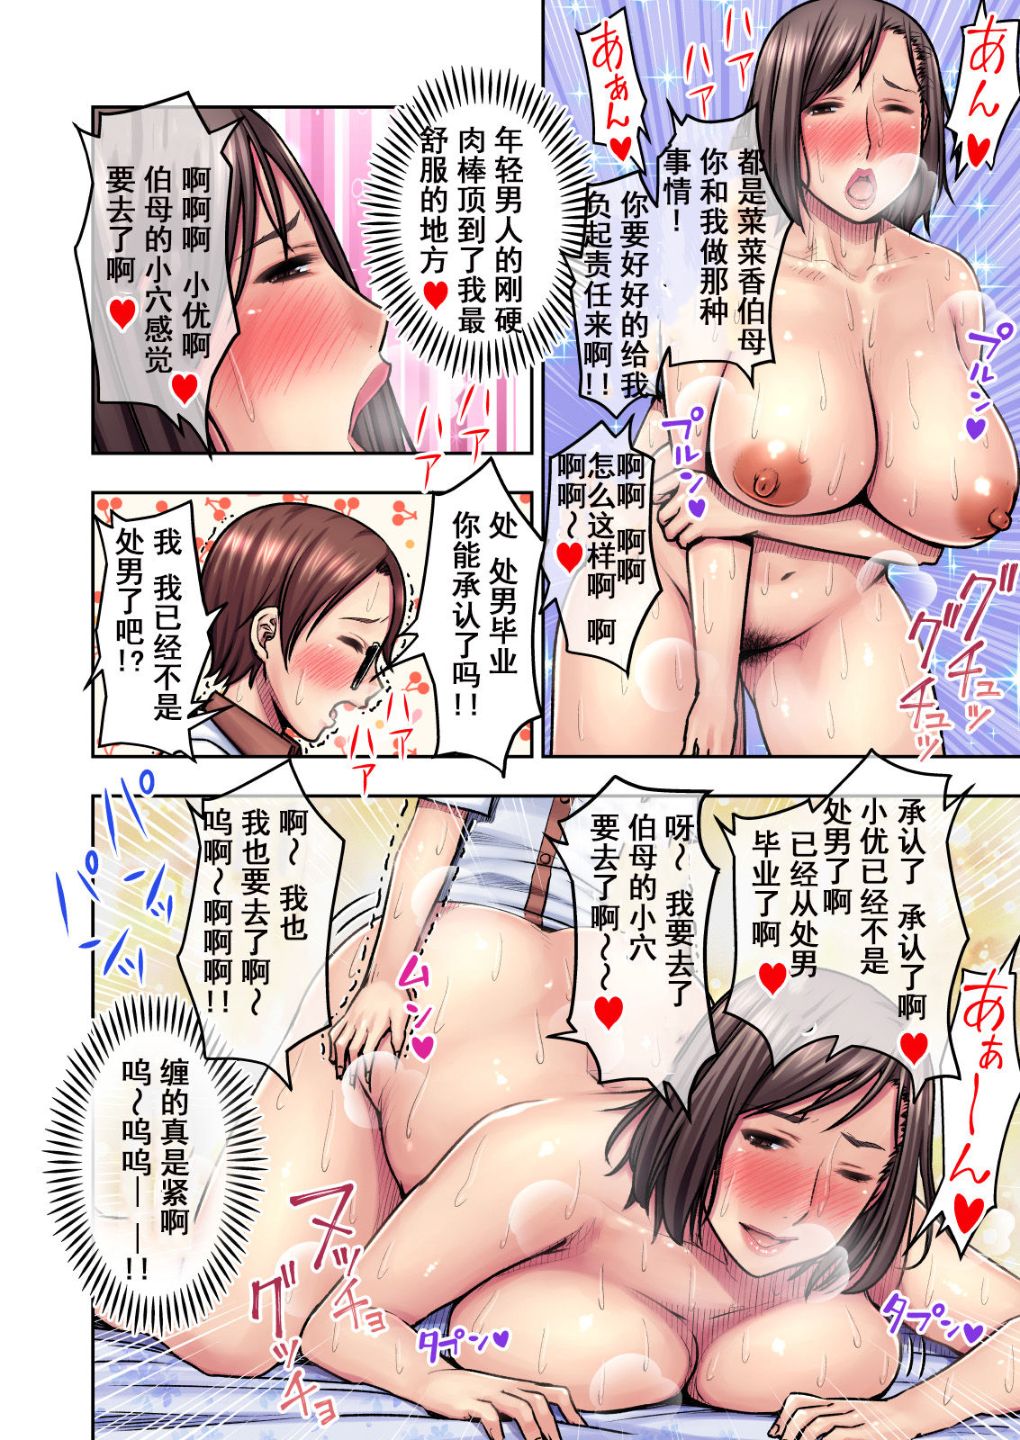 あん♥
あぁん♥
ハァ
ハァ
都是菜菜香伯母
你和我做那种
事情！
你要好好的给我
负起责任来啊!!
プルン♥
プルン♥
啊啊 啊啊
怎么这样啊 啊
啊啊～♥
グチュッ
グチュッ
年轻男人的刚硬
肉棒顶到了我最
舒服的地方♥
啊啊啊 小优啊♥
伯母的小穴感觉
要去了啊♥
ハァ
ハァ
处 处男毕业
你能承认了吗!!
我 我已经不是
处男了吧!?
ハァ
ハァ
承认了 承认了啊♥
小优已经不是
处男了啊
已经从处男
毕业了啊♥
呀～ 我要去了
伯母的小穴
要去了啊～～♥
あぁーん♥
啊～ 我也
我也要去了啊～
呜啊～啊啊啊!!
パンッ
パンッ
ムン♥
缠的真是紧啊
呜～呜呜——!!
ヌッチョ
グッチョ
タプン♥
タプン♥